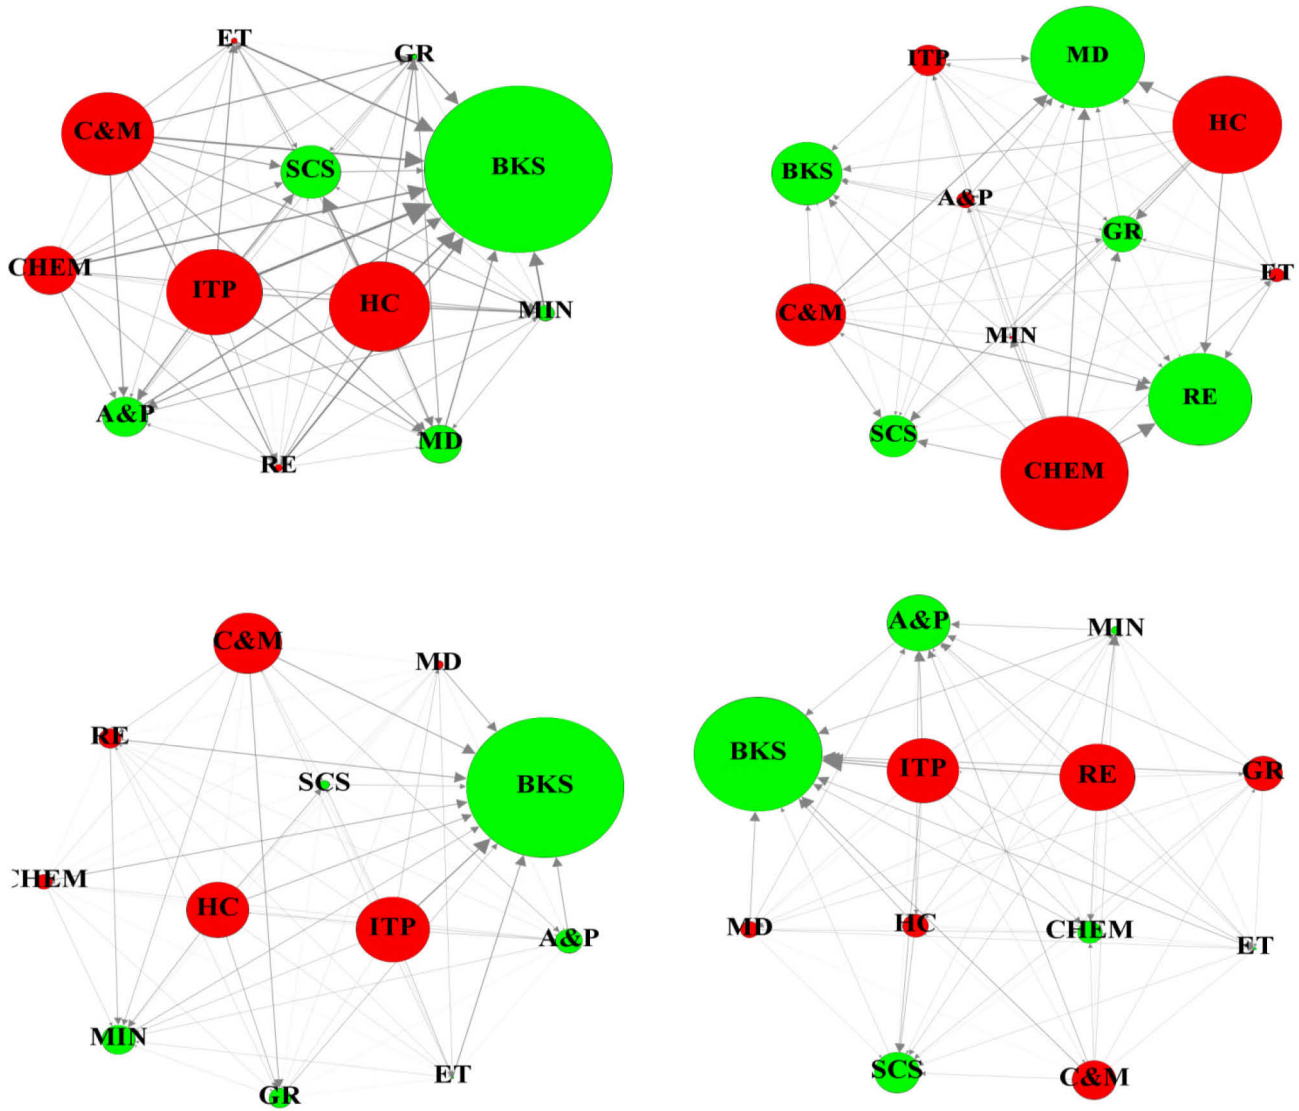 ET
GR
C&M
SCS
BKS
CHEM
ITP
HC
MIN
A&P
MD
RE
ITP
MD
HC
BKS
A&P
GR
ET
C&M
MIN
RE
SCS
CHEM
C&M
MD
RE
SCS
BKS
CHEM
HC
ITP
A&P
MIN
ET
GR
A&P
MIN
BKS
ITP
RE
GR
MD
HC
CHEM
ET
SCS
C&M